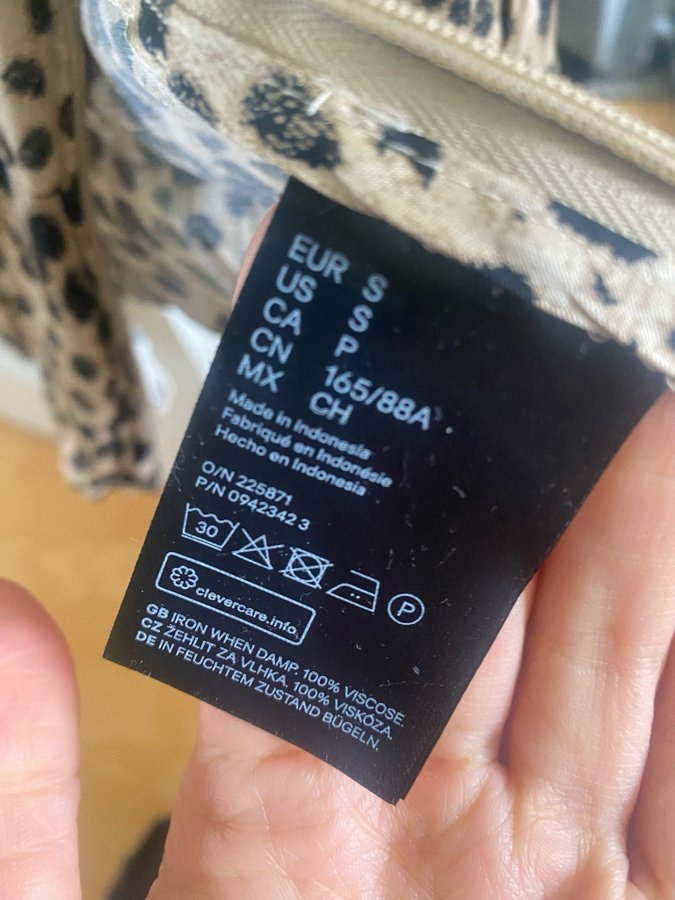 EUR S
US S
CA P
CN 165/88A
MX CH
Made in Indonesia
Fabriqué en Indonésie
Hecho en Indonesia
O/N 225871
P/N 0942342 3
30
P
clevercare.info
GB IRON WHEN DAMP. 100% VISCOSE.
CZ ŽEHLIT ZA VLHKA. 100% VISKÓZA.
DE IN FEUCHTEM ZUSTAND BÜGELN.